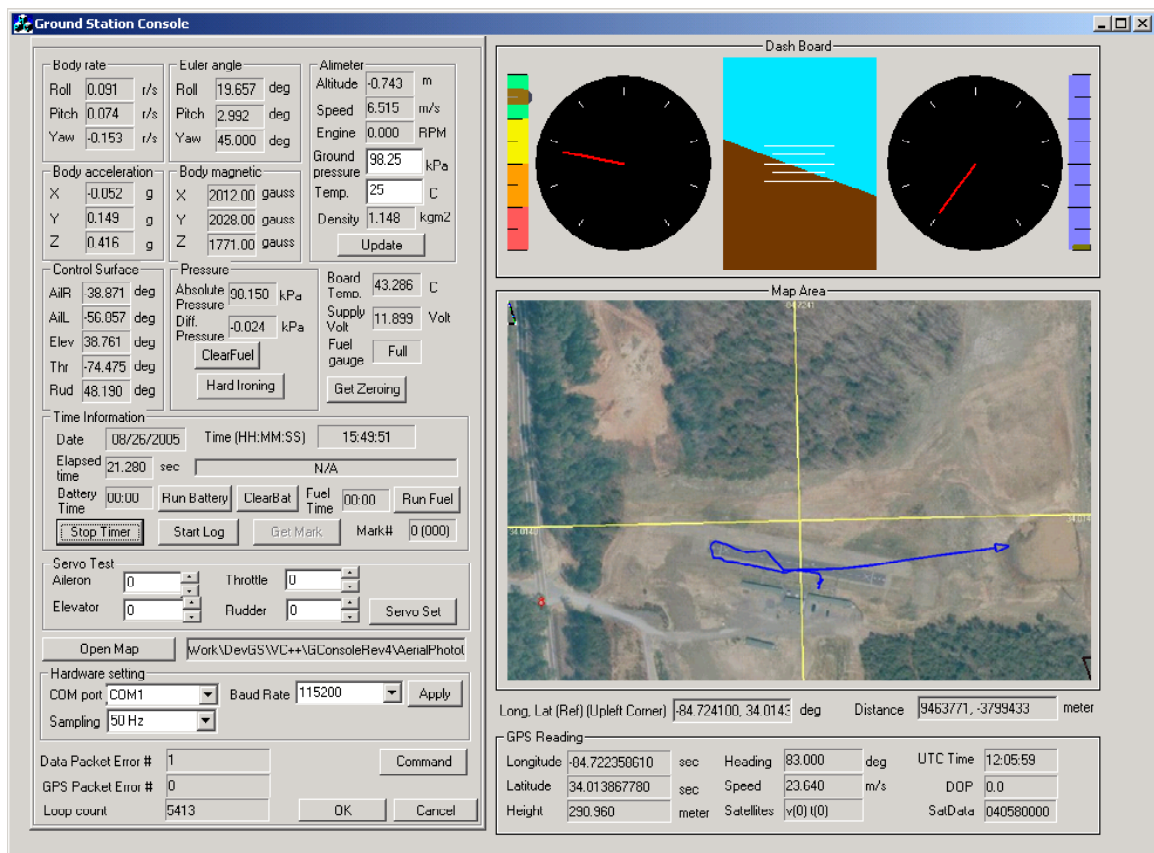 Ground Station Console
Body rate
Roll 0.091 r/s
Pitch 0.074 r/s
Yaw -0.153 r/s
Euler angle
Roll 19.657 deg
Pitch 2.992 deg
Yaw 45.000 deg
Alimeter
Altitude -0.743 m
Speed 6.515 m/s
Engine 0.000 RPM
Ground pressure 98.25 kPa
Temp. 25 C
Density 1.148 kgm2
Update
Body acceleration
X -0.052 g
Y 0.149 g
Z 0.416 g
Body magnetic
X 2012.00 gauss
Y 2028.00 gauss
Z 1771.00 gauss
Control Surface
AilR 38.871 deg
AilL -56.057 deg
Elev 38.761 deg
Thr -74.475 deg
Rud 48.190 deg
Pressure
Absolute Pressure 90.150 kPa
Diff. Pressure -0.024 kPa
ClearFuel
Hard Ironing
Board Temp. 43.286 C
Supply Volt 11.899 Volt
Fuel gauge Full
Get Zeroing
Time Information
Date 08/26/2005 Time (HH:MM:SS) 15:49:51
Elapsed time 21.280 sec N/A
Battery Time 00:00 Run Battery ClearBat Fuel Time 00:00 Run Fuel
Stop Timer Start Log Get Mark Mark# 0 (000)
Servo Test
Aileron 0 Throttle 0
Elevator 0 Rudder 0 Servo Set
Open Map Work\DevGS\VC++\GConsoleRev4\AerialPhoto
Hardware setting
COM port COM1 Baud Rate 115200 Apply
Sampling 50 Hz
Data Packet Error # 1 Command
GPS Packet Error # 0
Loop count 5413 OK Cancel
Dash Board
Map Area
84.7241
34.0140 34.014
Long, Lat (Ref) (Upleft Corner) -84.724100, 34.0143 deg Distance 9463771, -3799433 meter
GPS Reading
Longitude -84.722358610 sec Heading 83.000 deg UTC Time 12:05:59
Latitude 34.013867780 sec Speed 23.640 m/s DOP 0.0
Height 290.960 meter Satellites v(0) t(0) SatData 040580000